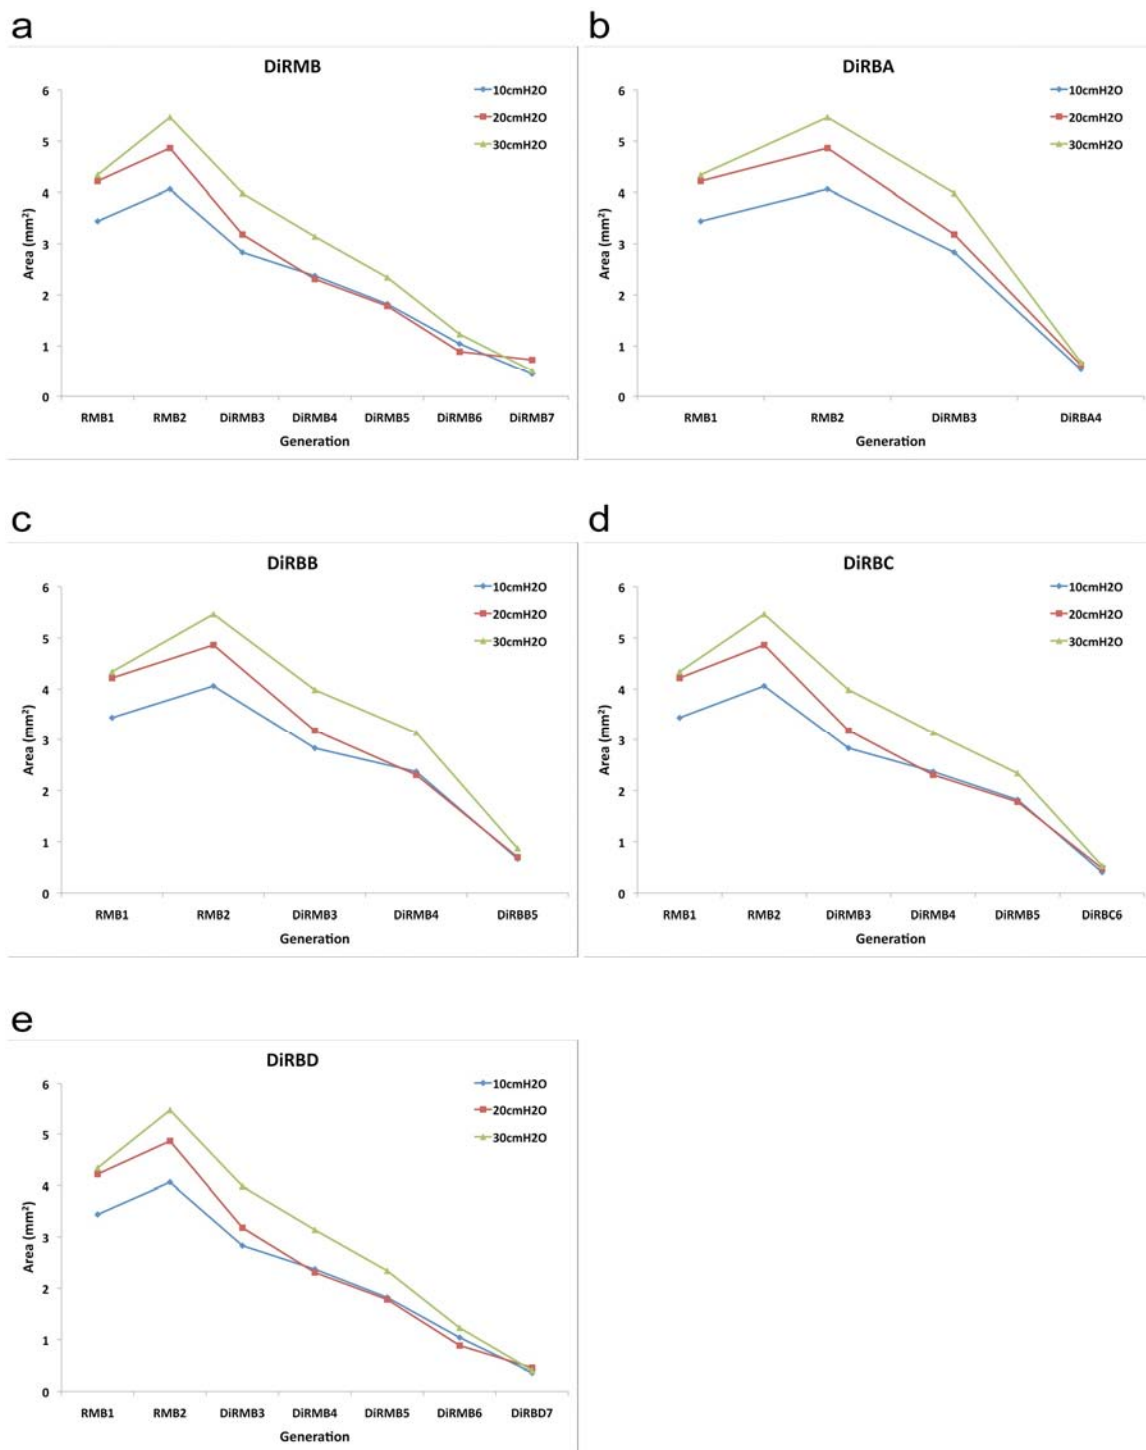 a
DiRMB
10cmH2O
20cmH2O
30cmH2O
6
5
4
3
2
1
0
Area (mm²)
RMB1 RMB2 DiRMB3 DiRMB4 DiRMB5 DiRMB6 DiRMB7
Generation
b
DiRBA
10cmH2O
20cmH2O
30cmH2O
6
5
4
3
2
1
0
Area (mm²)
RMB1 RMB2 DiRMB3 DiRBA4
Generation
c
DiRBB
10cmH2O
20cmH2O
30cmH2O
6
5
4
3
2
1
0
Area (mm²)
RMB1 RMB2 DiRMB3 DiRMB4 DiRBB5
Generation
d
DiRBC
10cmH2O
20cmH2O
30cmH2O
6
5
4
3
2
1
0
Area (mm²)
RMB1 RMB2 DiRMB3 DiRMB4 DiRMB5 DiRBC6
Generation
e
DiRBD
10cmH2O
20cmH2O
30cmH2O
6
5
4
3
2
1
0
Area (mm²)
RMB1 RMB2 DiRMB3 DiRMB4 DiRMB5 DiRMB6 DiRBD7
Generation